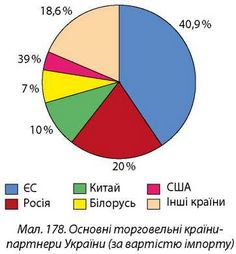 18,6%
40,9%
39%
7%
10%
20%
ЄС
Китай
США
Росія
Білорусь
Інші країни
Мал. 178. Основні торговельні країни-
партнери України (за вартістю імпорту)